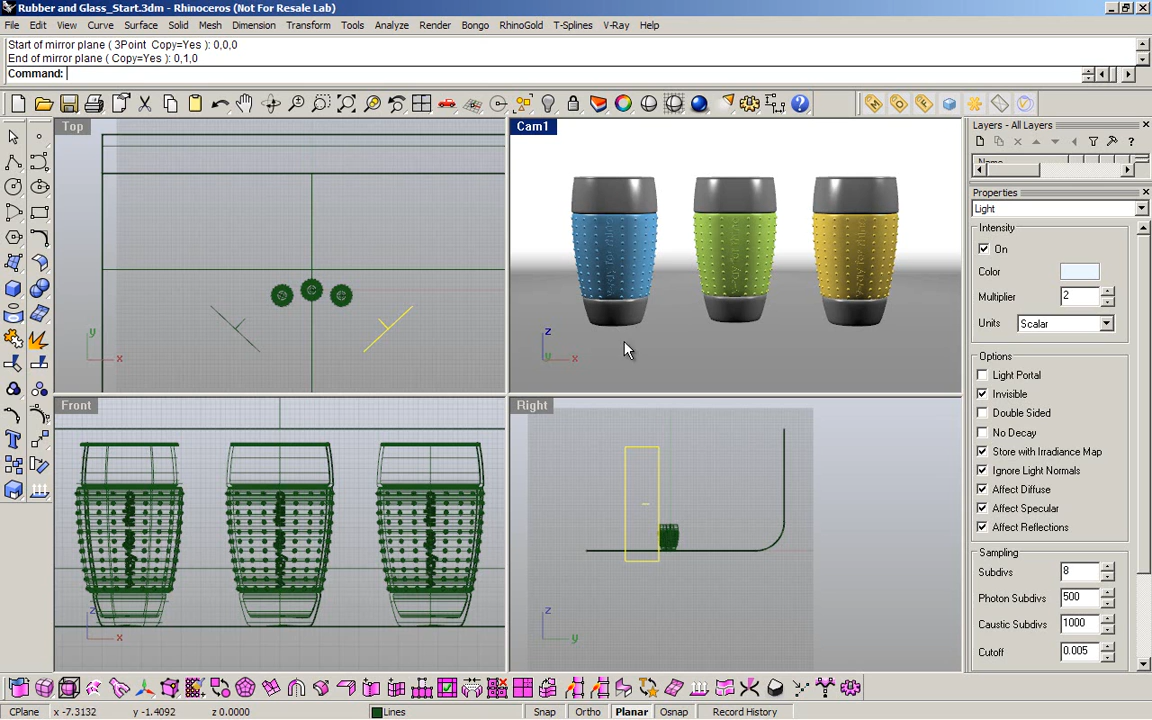 Rubber and Glass_Start.3dm - Rhinoceros (Not For Resale Lab)
File Edit View Curve Surface Solid Mesh Dimension Transform Tools Analyze Render Bongo RhinoGold T-Splines V-Ray Help
Start of mirror plane ( 3Point Copy=Yes ): 0,0,0
End of mirror plane ( Copy=Yes ): 0,1,0
Command:
Top
y
x
Cam1
z
y
x
Front
z
x
Right
z
y
Layers - All Layers
Name
Properties
Light
Intensity
On
Color
Multiplier 2
Units Scalar
Options
Light Portal
Invisible
Double Sided
No Decay
Store with Irradiance Map
Ignore Light Normals
Affect Diffuse
Affect Specular
Affect Reflections
Sampling
Subdivs 8
Photon Subdivs 500
Caustic Subdivs 1000
Cutoff 0.005
CPlane x -7.3132 y -1.4092 z 0.0000 Lines Snap Ortho Planar Osnap Record History